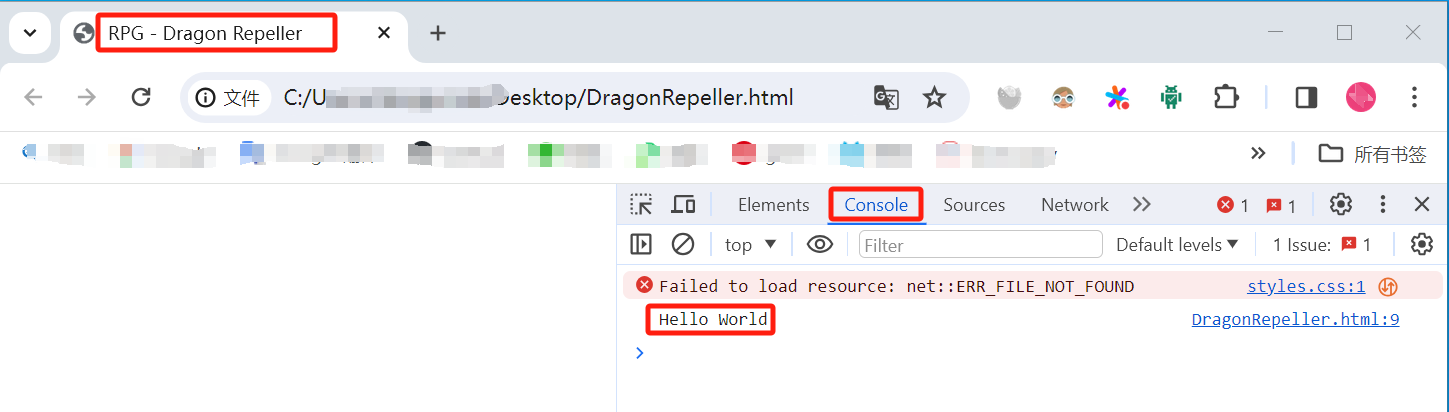 RPG - Dragon Repeller
文件 C:/U Desktop/DragonRepeller.html
所有书签
Elements Console Sources Network 1 1
top Filter Default levels 1 Issue: 1
Failed to load resource: net::ERR_FILE_NOT_FOUND styles.css:1
Hello World DragonRepeller.html:9